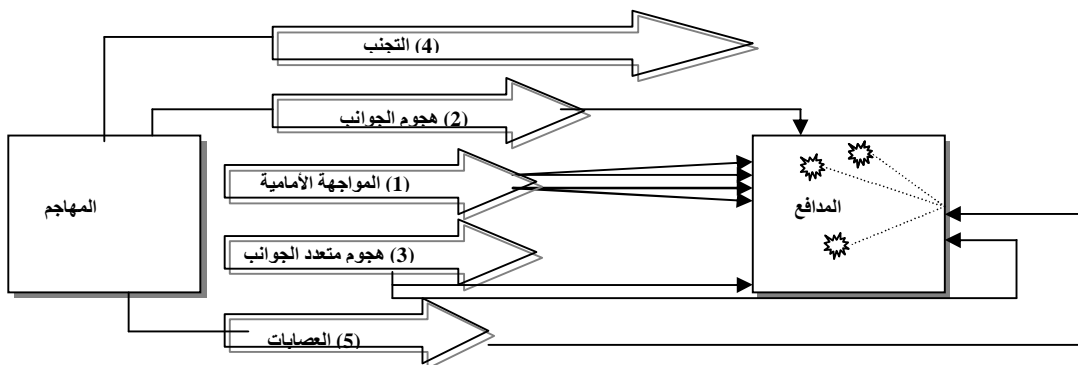 (4) التجنب
(2) هجوم الجوانب
(1) المواجهة الأمامية
المهاجم
المدافع
(3) هجوم متعدد الجوانب
(5) العصابات